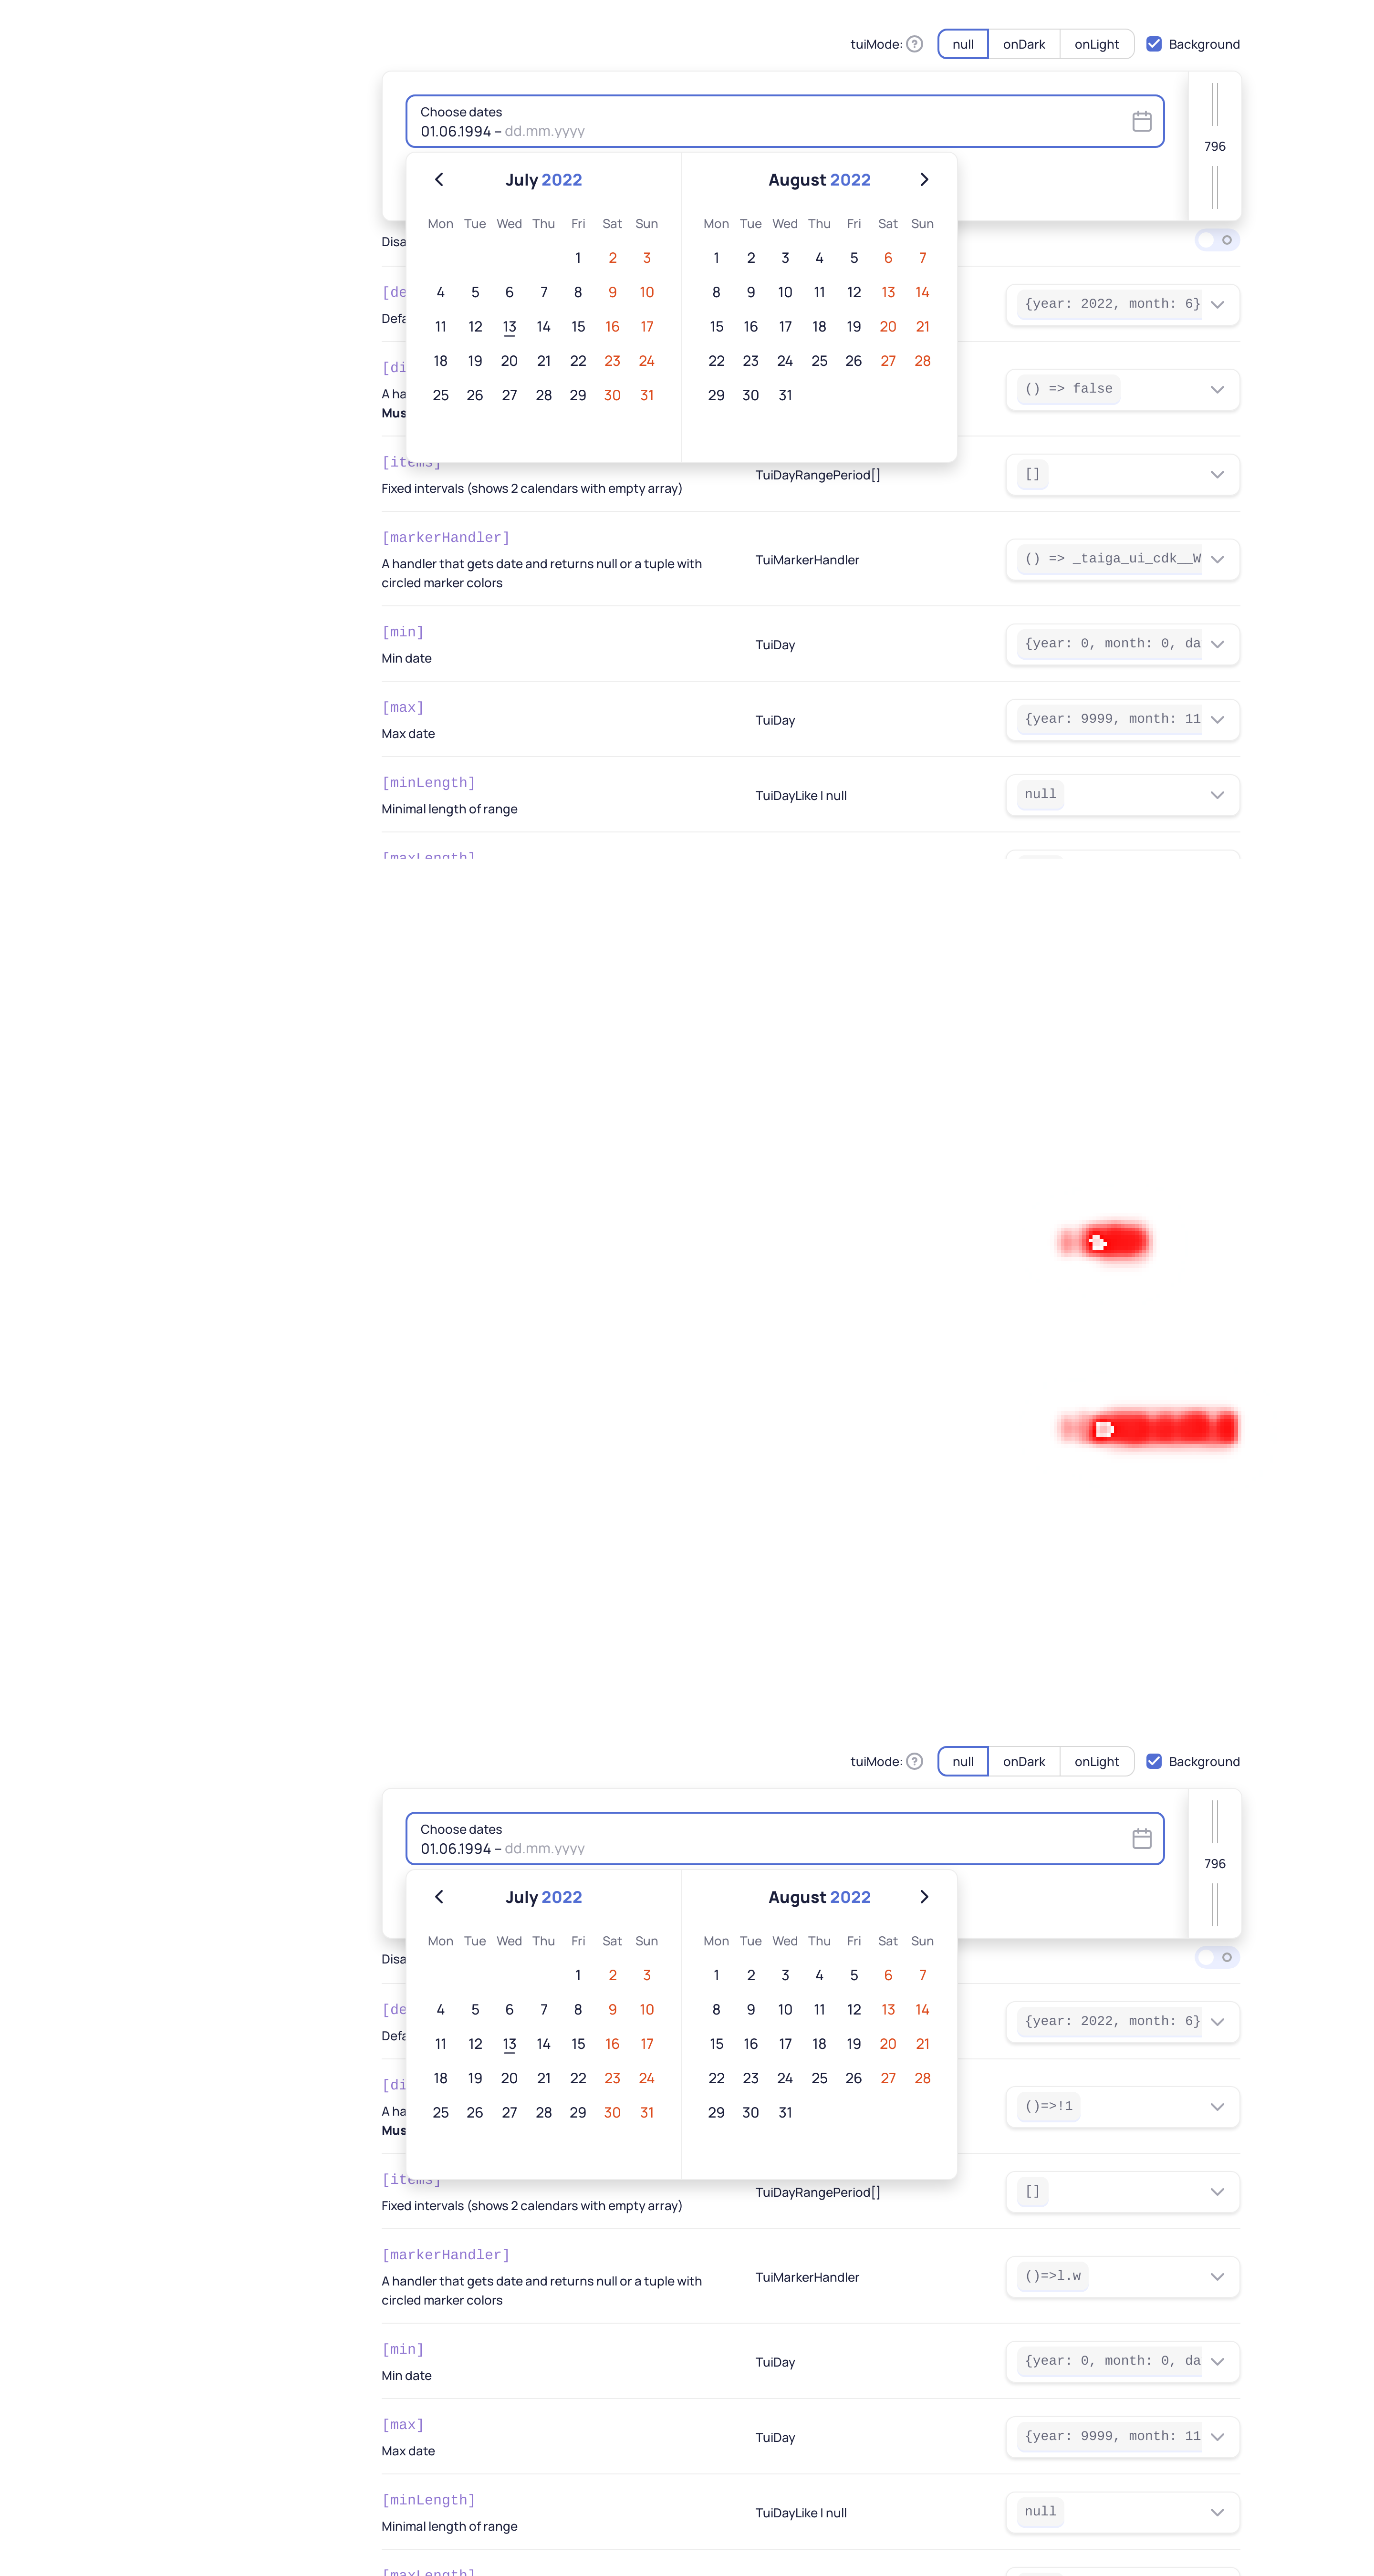 tuiMode: ? null onDark onLight Background
Choose dates
01.06.1994 – dd.mm.yyyy
796
July 2022 August 2022
Mon Tue Wed Thu Fri Sat Sun Mon Tue Wed Thu Fri Sat Sun
1 2 3 1 2 3 4 5 6 7
4 5 6 7 8 9 10 8 9 10 11 12 13 14
11 12 13 14 15 16 17 15 16 17 18 19 20 21
18 19 20 21 22 23 24 22 23 24 25 26 27 28
25 26 27 28 29 30 31 29 30 31
Disa
[de
Defa
{year: 2022, month: 6}
[di
A ha
Mus
() => false
[items]
Fixed intervals (shows 2 calendars with empty array)
TuiDayRangePeriod[]
[]
[markerHandler]
A handler that gets date and returns null or a tuple with
circled marker colors
TuiMarkerHandler
() => _taiga_ui_cdk__W
[min]
Min date
TuiDay
{year: 0, month: 0, da
[max]
Max date
TuiDay
{year: 9999, month: 11
[minLength]
Minimal length of range
TuiDayLike | null
null
[maxLength]
tuiMode: ? null onDark onLight Background
Choose dates
01.06.1994 – dd.mm.yyyy
796
July 2022 August 2022
Mon Tue Wed Thu Fri Sat Sun Mon Tue Wed Thu Fri Sat Sun
1 2 3 1 2 3 4 5 6 7
4 5 6 7 8 9 10 8 9 10 11 12 13 14
11 12 13 14 15 16 17 15 16 17 18 19 20 21
18 19 20 21 22 23 24 22 23 24 25 26 27 28
25 26 27 28 29 30 31 29 30 31
Disa
[de
Defa
{year: 2022, month: 6}
[di
A ha
Mus
()=>!1
[items]
Fixed intervals (shows 2 calendars with empty array)
TuiDayRangePeriod[]
[]
[markerHandler]
A handler that gets date and returns null or a tuple with
circled marker colors
TuiMarkerHandler
()=>l.w
[min]
Min date
TuiDay
{year: 0, month: 0, da
[max]
Max date
TuiDay
{year: 9999, month: 11
[minLength]
Minimal length of range
TuiDayLike | null
null
[maxLength]